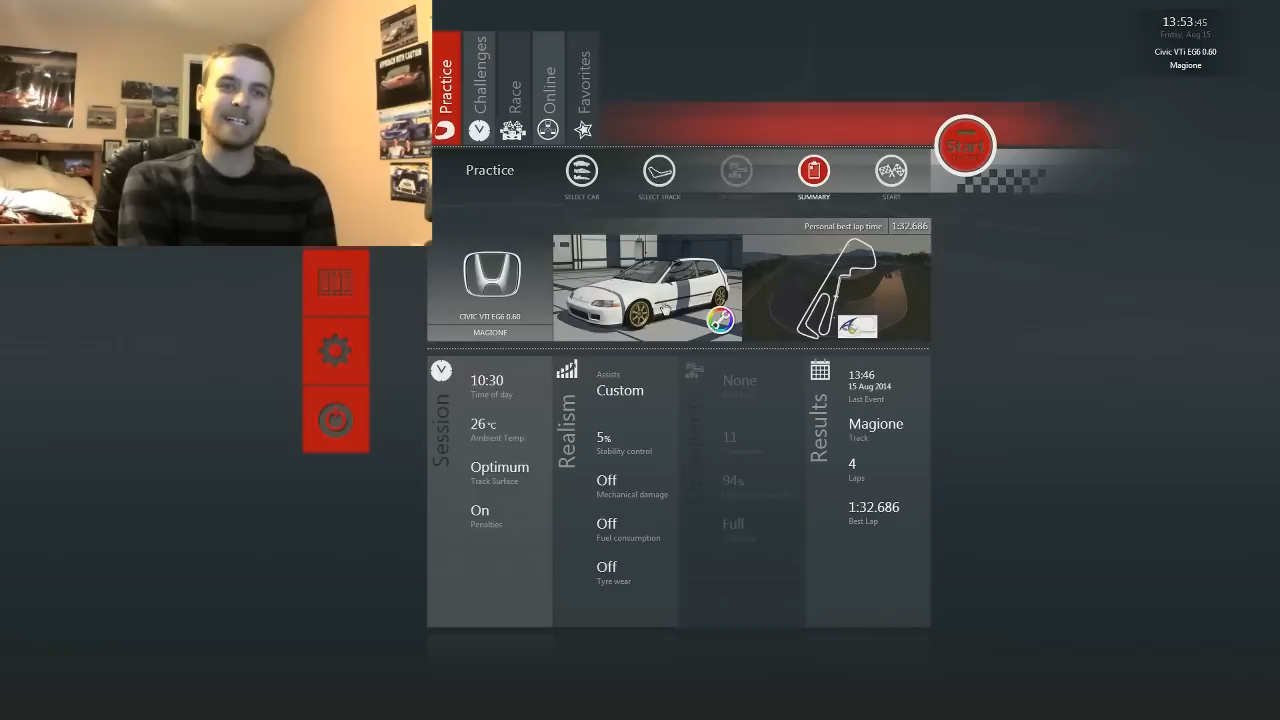 APPROACH WITH CAUTION
Practice
Challenges
Race
Online
Favorites
13:53:45
Friday, Aug 15
Civic VTi EG6 0.60
Magione
Start
Practice
SELECT CAR
SELECT TRACK
SUMMARY
START
Personal best lap time
1:32.686
CIVIC VTI EG6 0.60
MAGIONE
Session
10:30
Time of day
26 °C
Ambient Temp.
Optimum
Track Surface
On
Penalties
Realism
Assists
Custom
5%
Stability control
Off
Mechanical damage
Off
Fuel consumption
Off
Tyre wear
None
11
94%
Full
Results
13:46
15 Aug 2014
Last Event
Magione
Track
4
Laps
1:32.686
Best Lap